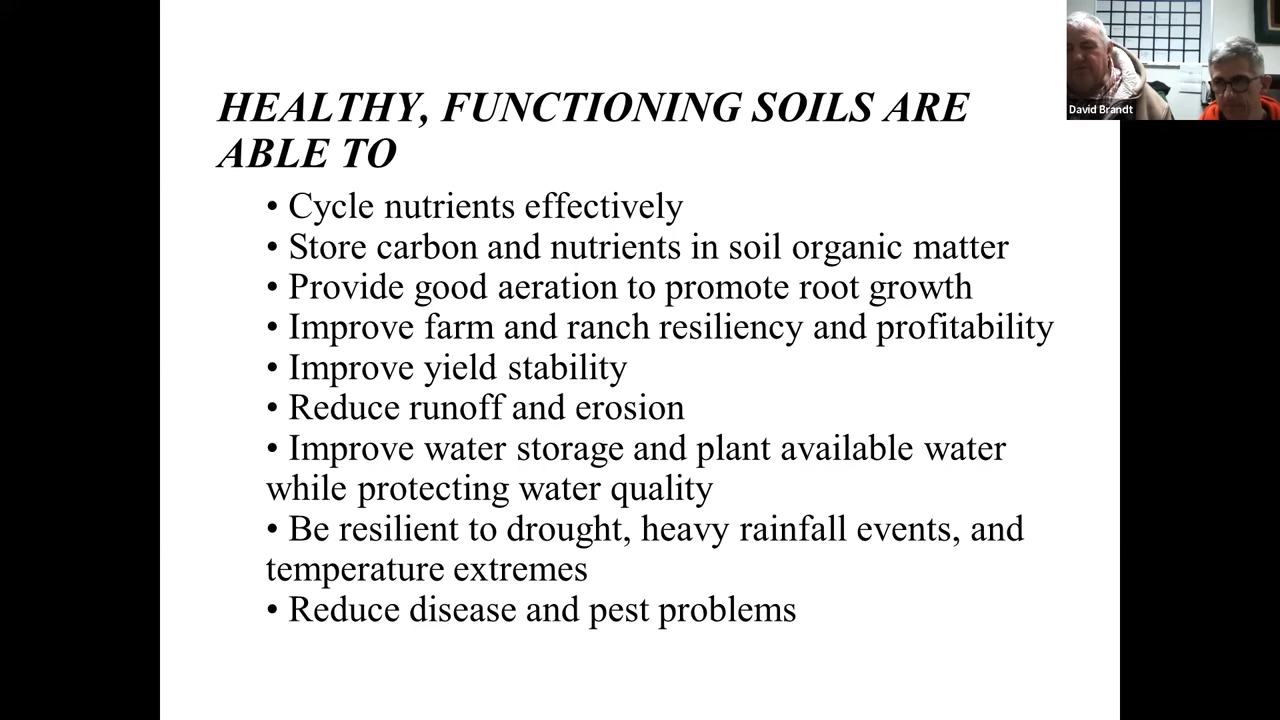 HEALTHY, FUNCTIONING SOILS ARE
ABLE TO
• Cycle nutrients effectively
• Store carbon and nutrients in soil organic matter
• Provide good aeration to promote root growth
• Improve farm and ranch resiliency and profitability
• Improve yield stability
• Reduce runoff and erosion
• Improve water storage and plant available water
while protecting water quality
• Be resilient to drought, heavy rainfall events, and
temperature extremes
• Reduce disease and pest problems
David Brandt